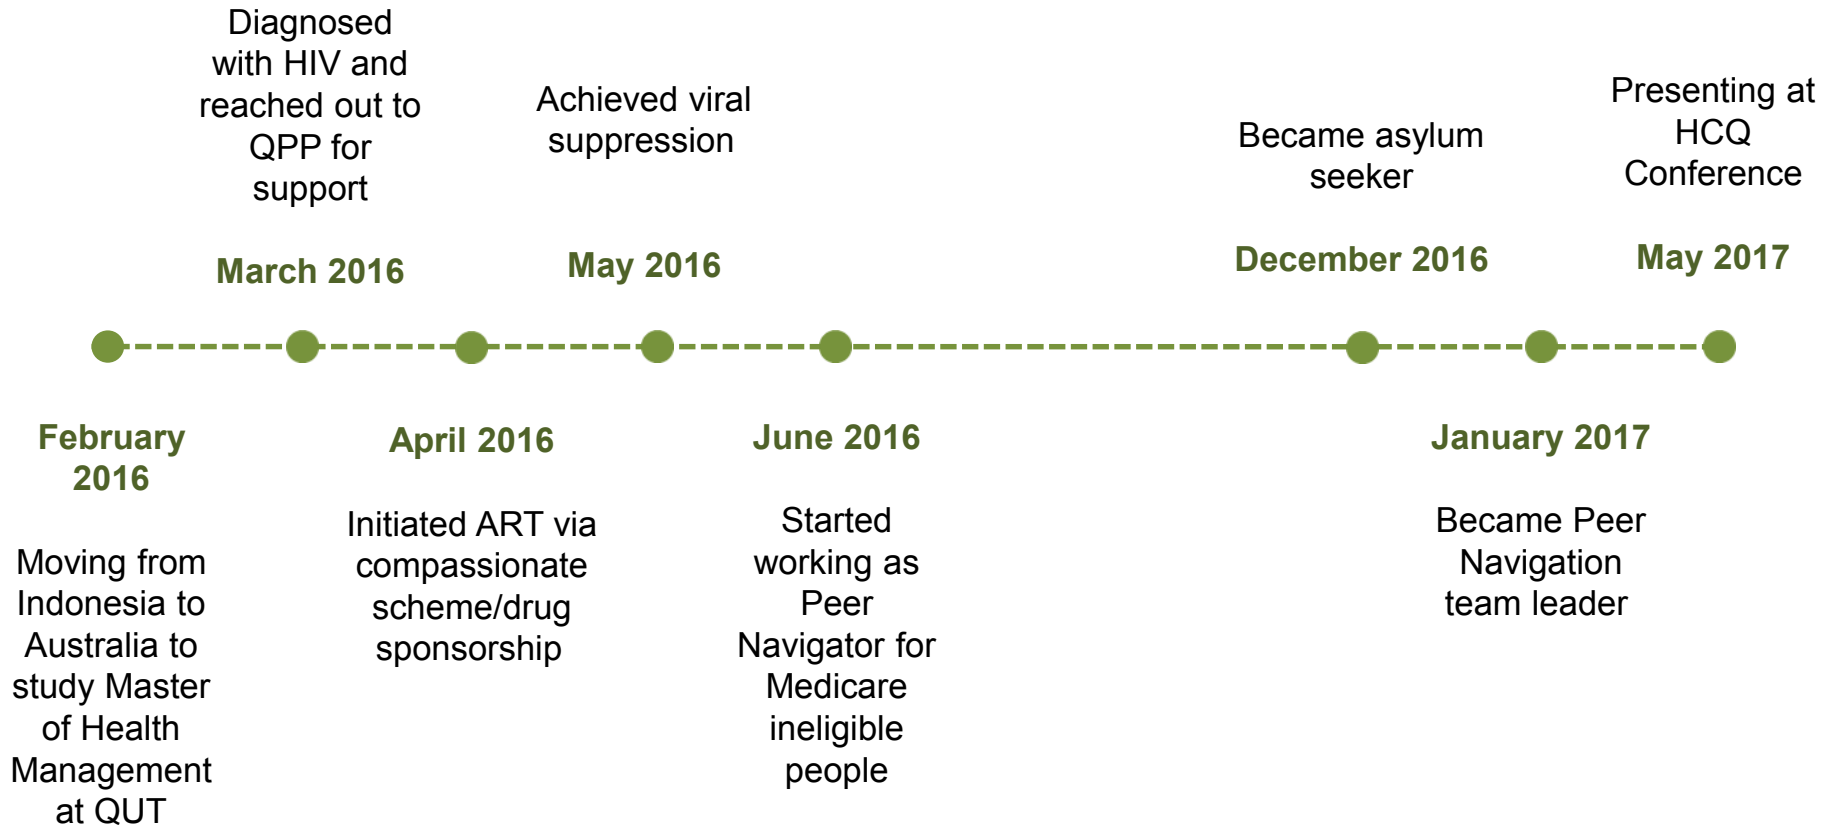 Diagnosed
with HIV and
reached out to
QPP for
support
March 2016
Achieved viral
suppression
May 2016
Became asylum
seeker
December 2016
Presenting at
HCQ
Conference
May 2017
February
2016
Moving from
Indonesia to
Australia to
study Master
of Health
Management
at QUT
April 2016
Initiated ART via
compassionate
scheme/drug
sponsorship
June 2016
Started
working as
Peer
Navigator for
Medicare
ineligible
people
January 2017
Became Peer
Navigation
team leader